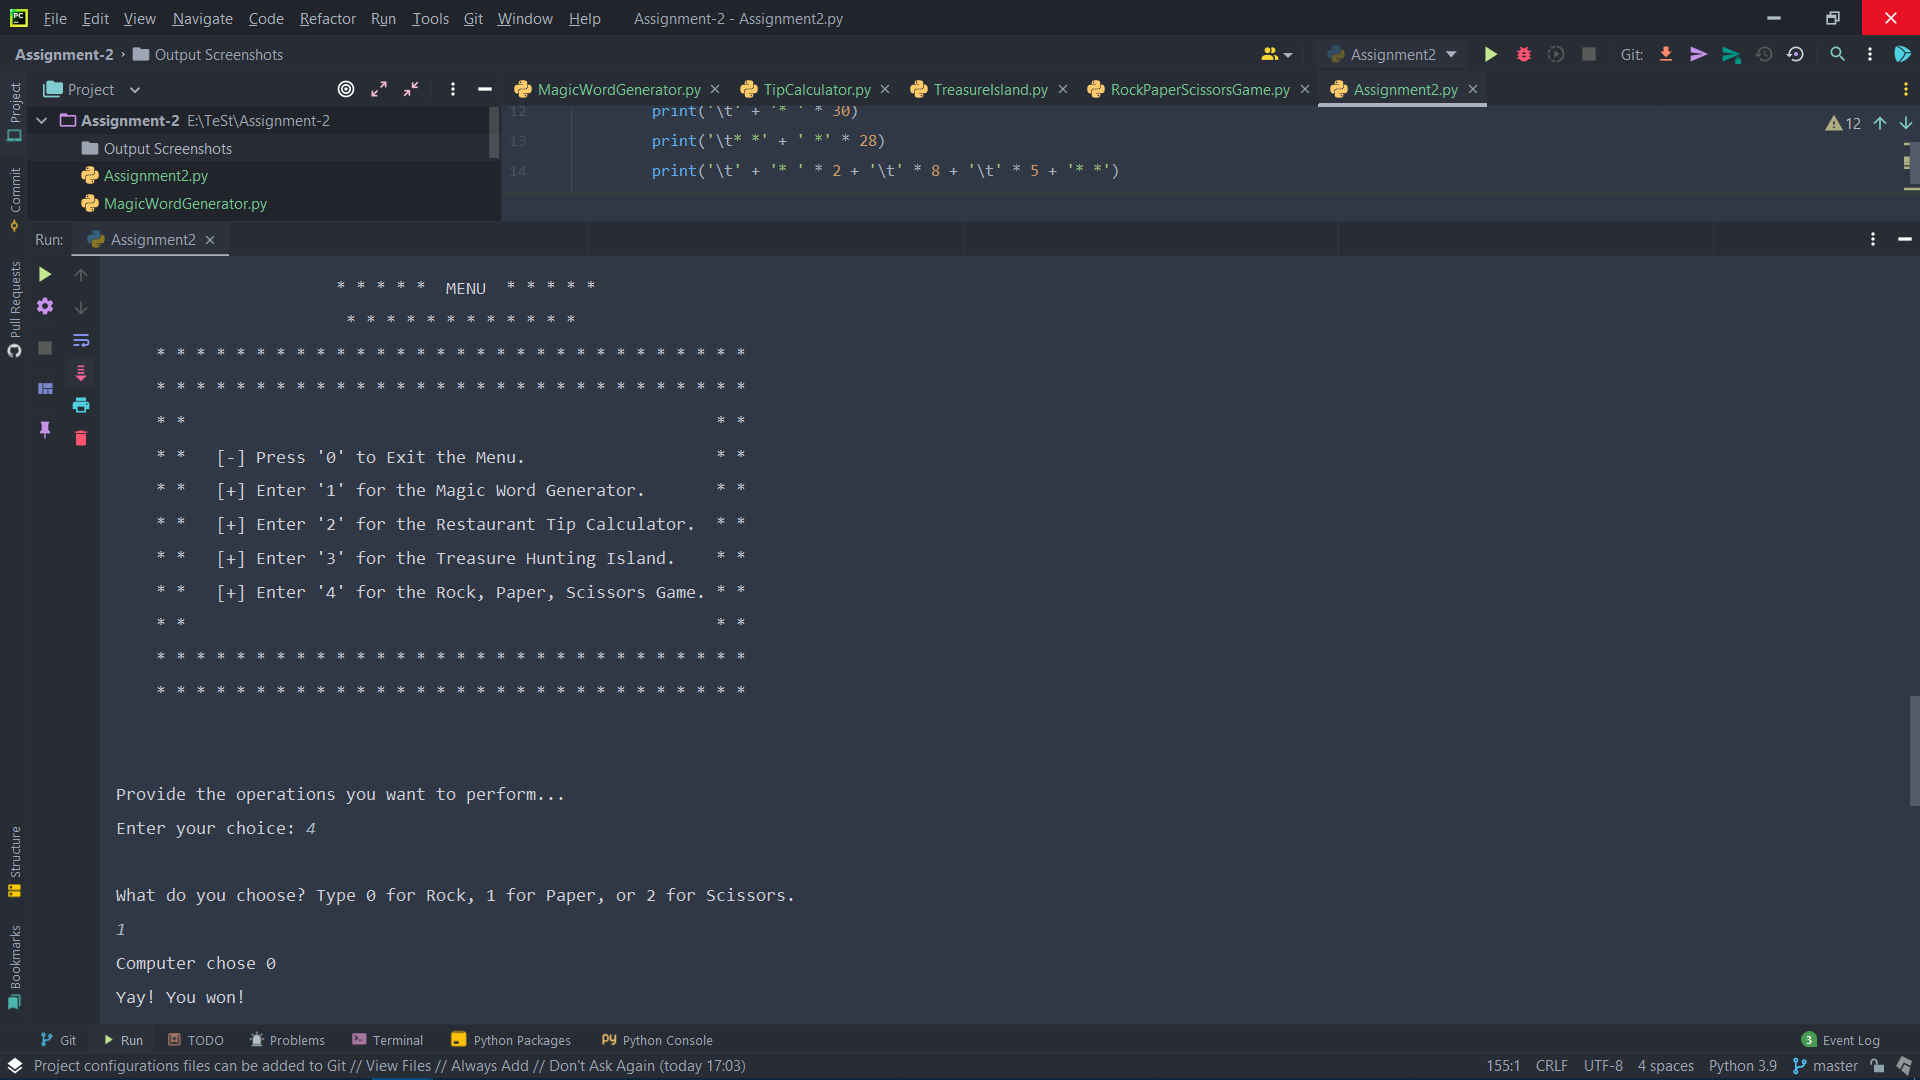 File Edit View Navigate Code Refactor Run Tools Git Window Help Assignment-2 - Assignment2.py
Assignment-2 › Output Screenshots Assignment2 Git:
Project MagicWordGenerator.py TipCalculator.py TreasureIsland.py RockPaperScissorsGame.py Assignment2.py
Assignment-2 E:\TeSt\Assignment-2
Output Screenshots
Assignment2.py
MagicWordGenerator.py
12 print('\t' + '* ' * 30)
13 print('\t* *' + ' *' * 28)
14 print('\t' + '* ' * 2 + '\t' * 8 + '\t' * 5 + '* *')
12
Project
Commit
Pull Requests
Structure
Bookmarks
Run: Assignment2
* * * * * MENU * * * * *
* * * * * * * * * * * *
* * * * * * * * * * * * * * * * * * * * * * * * * * * * * *
* * * * * * * * * * * * * * * * * * * * * * * * * * * * * *
* * * *
* * [-] Press '0' to Exit the Menu. * *
* * [+] Enter '1' for the Magic Word Generator. * *
* * [+] Enter '2' for the Restaurant Tip Calculator. * *
* * [+] Enter '3' for the Treasure Hunting Island. * *
* * [+] Enter '4' for the Rock, Paper, Scissors Game. * *
* * * *
* * * * * * * * * * * * * * * * * * * * * * * * * * * * * *
* * * * * * * * * * * * * * * * * * * * * * * * * * * * * *
Provide the operations you want to perform...
Enter your choice: 4
What do you choose? Type 0 for Rock, 1 for Paper, or 2 for Scissors.
1
Computer chose 0
Yay! You won!
Git Run TODO Problems Terminal Python Packages Python Console 3 Event Log
Project configurations files can be added to Git // View Files // Always Add // Don't Ask Again (today 17:03) 155:1 CRLF UTF-8 4 spaces Python 3.9 master